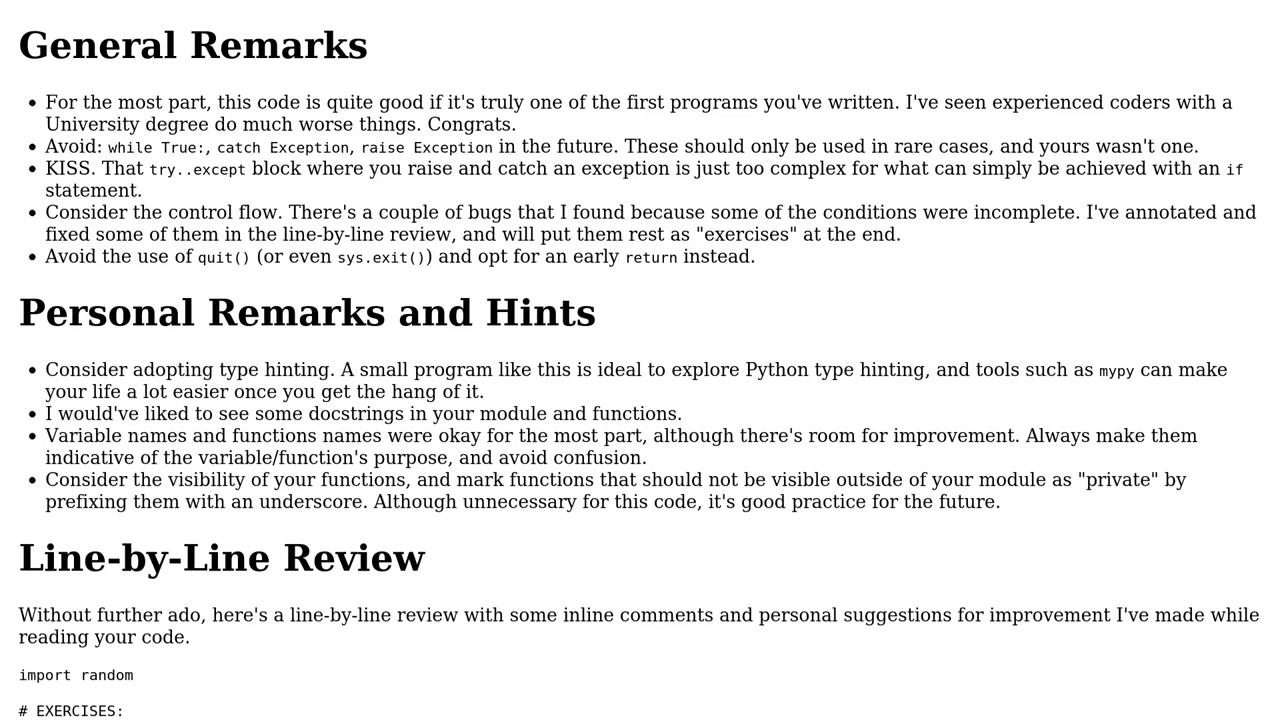 General Remarks
• For the most part, this code is quite good if it's truly one of the first programs you've written. I've seen experienced coders with a
University degree do much worse things. Congrats.
• Avoid: while True:, catch Exception, raise Exception in the future. These should only be used in rare cases, and yours wasn't one.
• KISS. That try..except block where you raise and catch an exception is just too complex for what can simply be achieved with an if
statement.
• Consider the control flow. There's a couple of bugs that I found because some of the conditions were incomplete. I've annotated and
fixed some of them in the line-by-line review, and will put them rest as "exercises" at the end.
• Avoid the use of quit() (or even sys.exit()) and opt for an early return instead.
Personal Remarks and Hints
• Consider adopting type hinting. A small program like this is ideal to explore Python type hinting, and tools such as mypy can make
your life a lot easier once you get the hang of it.
• I would've liked to see some docstrings in your module and functions.
• Variable names and functions names were okay for the most part, although there's room for improvement. Always make them
indicative of the variable/function's purpose, and avoid confusion.
• Consider the visibility of your functions, and mark functions that should not be visible outside of your module as "private" by
prefixing them with an underscore. Although unnecessary for this code, it's good practice for the future.
Line-by-Line Review
Without further ado, here's a line-by-line review with some inline comments and personal suggestions for improvement I've made while
reading your code.
import random
# EXERCISES: